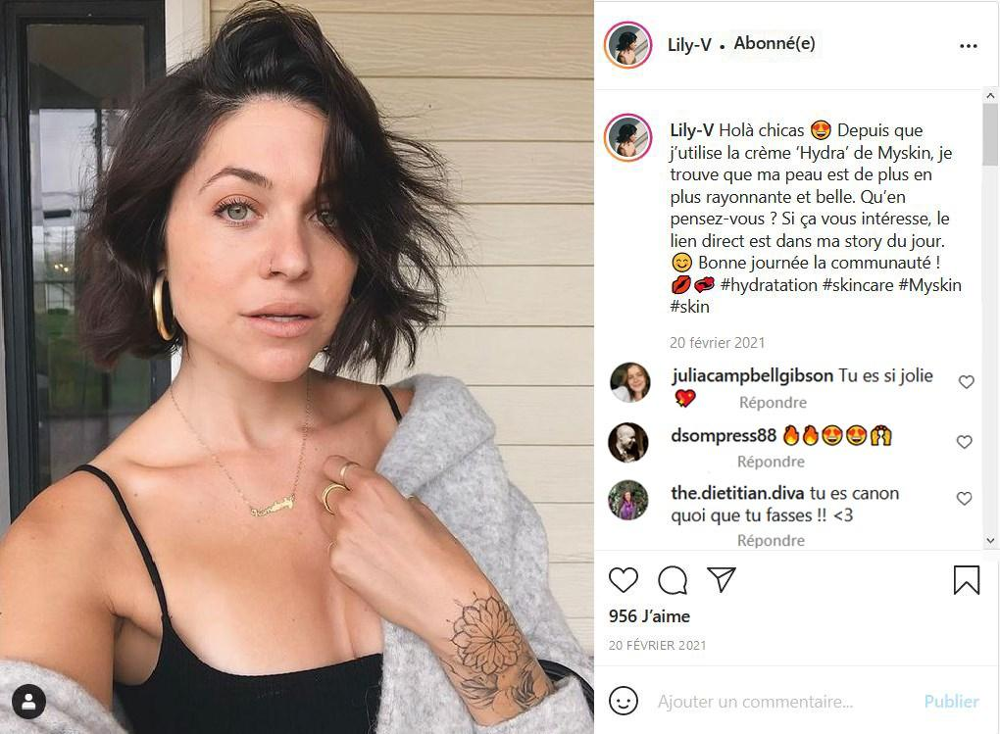 Lily-V • Abonné(e)
Lily-V Holà chicas 😍 Depuis que
j’utilise la crème ‘Hydra’ de Myskin, je
trouve que ma peau est de plus en
plus rayonnante et belle. Qu’en
pensez-vous ? Si ça vous intéresse, le
lien direct est dans ma story du jour.
😊 Bonne journée la communauté !
💋💞 #hydratation #skincare #Myskin
#skin
20 février 2021
juliacampbellgibson Tu es si jolie
💖 Répondre
dsompress88 🔥🔥😍😍🙌
Répondre
the.dietitian.diva tu es canon
quoi que tu fasses !! <3
Répondre
956 J’aime
20 FÉVRIER 2021
Ajouter un commentaire... Publier